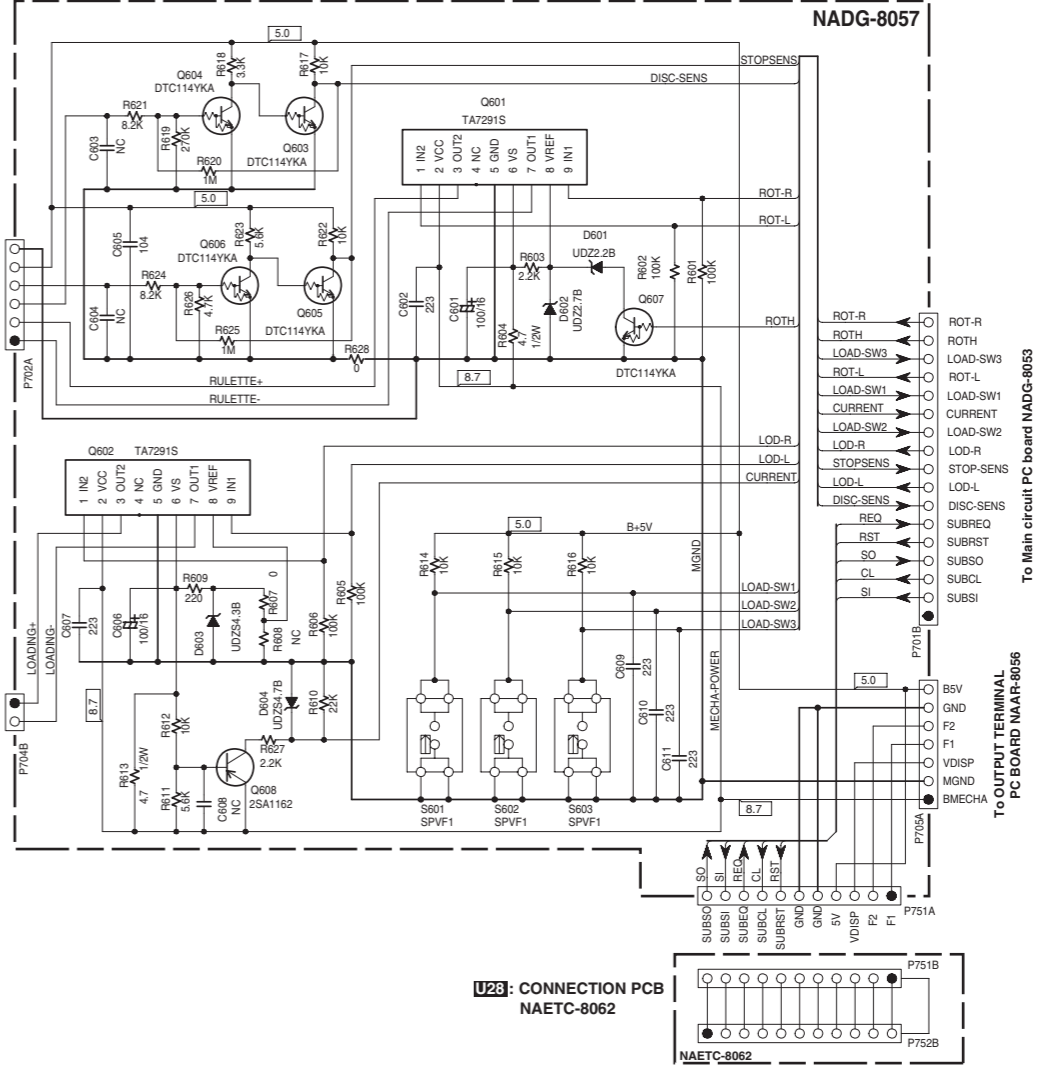 NADG-8057
5.0
R618
3.3K
R617
10K
STOPSENS
DISC-SENS
Q604
DTC114YKA
R621
8.2K
R619
270K
C603
NC
Q603
DTC114YKA
R620
1M
Q601
TA7291S
1 IN2
2 VCC
3 OUT2
4 NC
5 GND
6 VS
7 OUT1
8 VREF
9 IN1
5.0
ROT-R
ROT-L
C605
104
Q606
DTC114YKA
R623
5.6K
R622
10K
R624
8.2K
R626
4.7K
C604
NC
Q605
DTC114YKA
R625
1M
R628
0
C602
223
C601
100/16
R603
2.2K
R604
4.7
1/2W
D601
UDZ2.2B
D602
UDZ2.7B
R602
100K
R601
100K
Q607
DTC114YKA
ROTH
P702A
RULETTE+
RULETTE-
8.7
ROT-R
ROTH
LOAD-SW3
ROT-L
LOAD-SW1
CURRENT
LOAD-SW2
LOD-R
STOPSENS
LOD-L
DISC-SENS
REQ
RST
SO
CL
SI
ROT-R
ROTH
LOAD-SW3
ROT-L
LOAD-SW1
CURRENT
LOAD-SW2
LOD-R
STOP-SENS
LOD-L
DISC-SENS
SUBREQ
SUBRST
SUBSO
SUBCL
SUBSI
P701B
To Main circuit PC board NADG-8053
Q602
TA7291S
1 IN2
2 VCC
3 OUT2
4 NC
5 GND
6 VS
7 OUT1
8 VREF
9 IN1
LOD-R
LOD-L
CURRENT
5.0
B+5V
MGND
R614
10K
R615
10K
R616
10K
LOAD-SW1
LOAD-SW2
LOAD-SW3
LOADING+
LOADING-
C607
223
C606
100/16
R609
220
D603
UDZS4.3B
R607
0
R608
NC
R606
100K
R605
100K
C609
223
C610
223
C611
223
MECHA-POWER
P704B
8.7
D604
UDZS4.7B
R610
22K
R612
10K
R613
4.7
1/2W
R611
5.6K
C608
NC
R627
2.2K
Q608
2SA1162
S601
SPVF1
S602
SPVF1
S603
SPVF1
8.7
5.0
B5V
GND
F2
F1
VDISP
MGND
BMECHA
P705A
To OUTPUT TERMINAL
PC BOARD NAAR-8056
SO
SI
REQ
CL
RST
P751A
SUBSO
SUBSI
SUBEQ
SUBCL
SUBRST
GND
GND
5V
VDISP
F2
F1
U28 : CONNECTION PCB
NAETC-8062
P751B
P752B
NAETC-8062